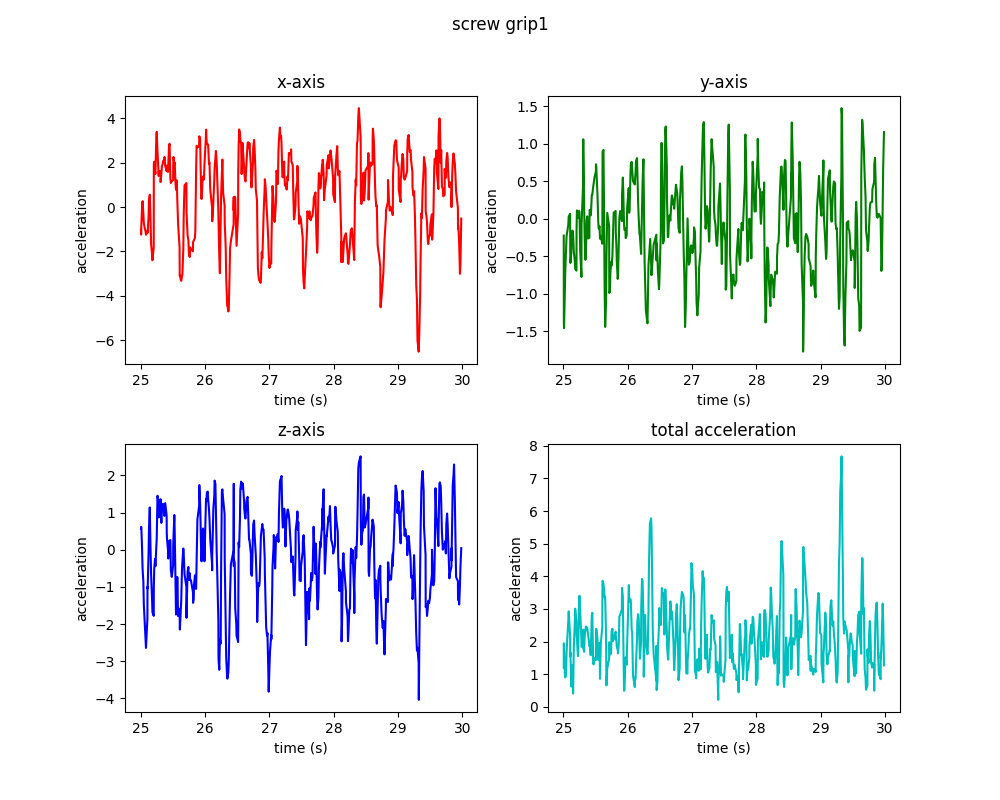 screw grip1
x-axis
acceleration
4
2
0
−2
−4
−6
25 26 27 28 29 30
time (s)
y-axis
acceleration
1.5
1.0
0.5
0.0
−0.5
−1.0
−1.5
25 26 27 28 29 30
time (s)
z-axis
acceleration
2
1
0
−1
−2
−3
−4
25 26 27 28 29 30
time (s)
total acceleration
acceleration
8
7
6
5
4
3
2
1
0
25 26 27 28 29 30
time (s)